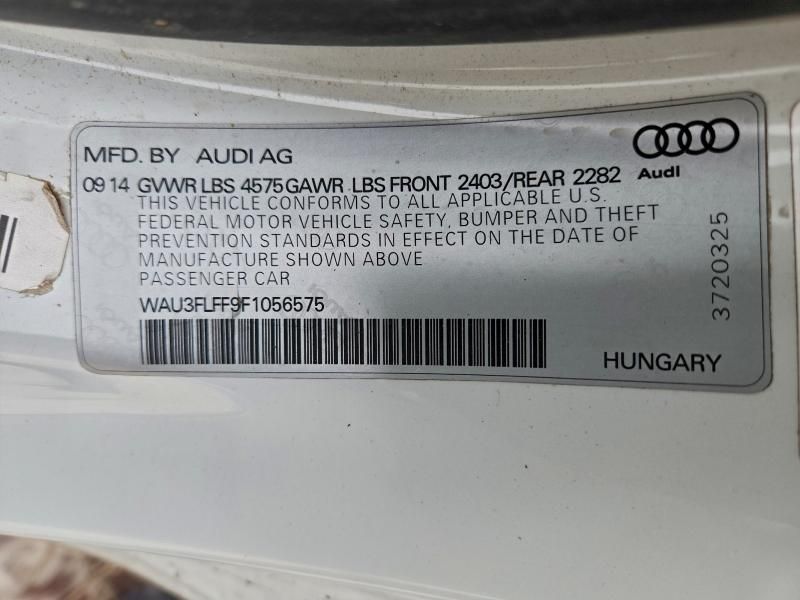 MFD. BY AUDI AG
Audi
09 14 GVWR LBS 4575 GAWR LBS FRONT 2403/REAR 2282
THIS VEHICLE CONFORMS TO ALL APPLICABLE U.S.
FEDERAL MOTOR VEHICLE SAFETY, BUMPER AND THEFT
PREVENTION STANDARDS IN EFFECT ON THE DATE OF
MANUFACTURE SHOWN ABOVE
PASSENGER CAR
WAU3FLFF9F1056575
HUNGARY
3720325